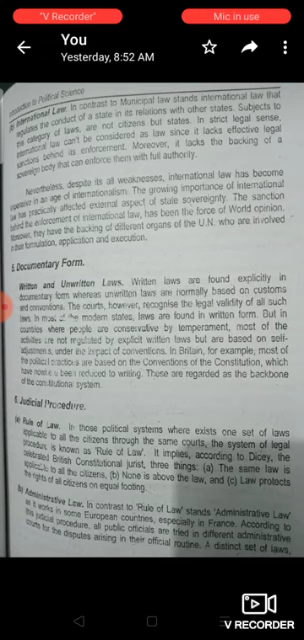 "V Recorder"
Mic in use
You
Yesterday, 8:52 AM
Introduction to Political Science
(b) International Law. In contrast to Municipal law stands international law that
regulates the conduct of a state in its relations with other states. Subjects to
this category of laws, are not citizens but states. In strict legal sense,
international law can't be considered as law since it lacks effective legal
sanctions behind its enforcement. Moreover, it lacks the backing of a
sovereign body that can enforce them with full authority.
Nevertheless, despite its all weaknesses, international law has become
in an age of internationalism. The growing importance of international
law has practically affected external aspect of state sovereignty. The sanction
behind the enforcement of international law, has been the force of World opinion.
Moreover, they have the backing of different organs of the U.N. who are involved
in those formulation, application and execution.
5. Documentary Form.
Written and Unwritten Laws. Written laws are found explicitly in
documentary form whereas unwritten laws are normally based on customs
and conventions. The courts, however, recognise the legal validity of all such
laws. In most of the modern states, laws are found in written form. But in
countries where people are conservative by temperament, most of the
activities are not regulated by explicit written laws but are based on self-
adjustments, under the impact of conventions. In Britain, for example, most of
the political practices are based on the Conventions of the Constitution, which
have been reduced to writing. These are regarded as the backbone
of the constitutional system.
6. Judicial Procedure.
(a) Rule of Law. In those political systems where exists one set of laws
applicable to all the citizens through the same courts, the system of legal
procedure, is known as 'Rule of Law'. It implies, according to Dicey, the
celebrated British Constitutional jurist, three things: (a) The same law is
applicable to all the citizens, (b) None is above the law, and (c) Law protects
the rights of all citizens on equal footing.
(b) Administrative Law. In contrast to 'Rule of Law' stands 'Administrative Law'
as it works in some European countries, especially in France. According to
this judicial procedure, all public officials are tried in different administrative
courts for the disputes arising in their official routine. A distinct set of laws,
V RECORDER